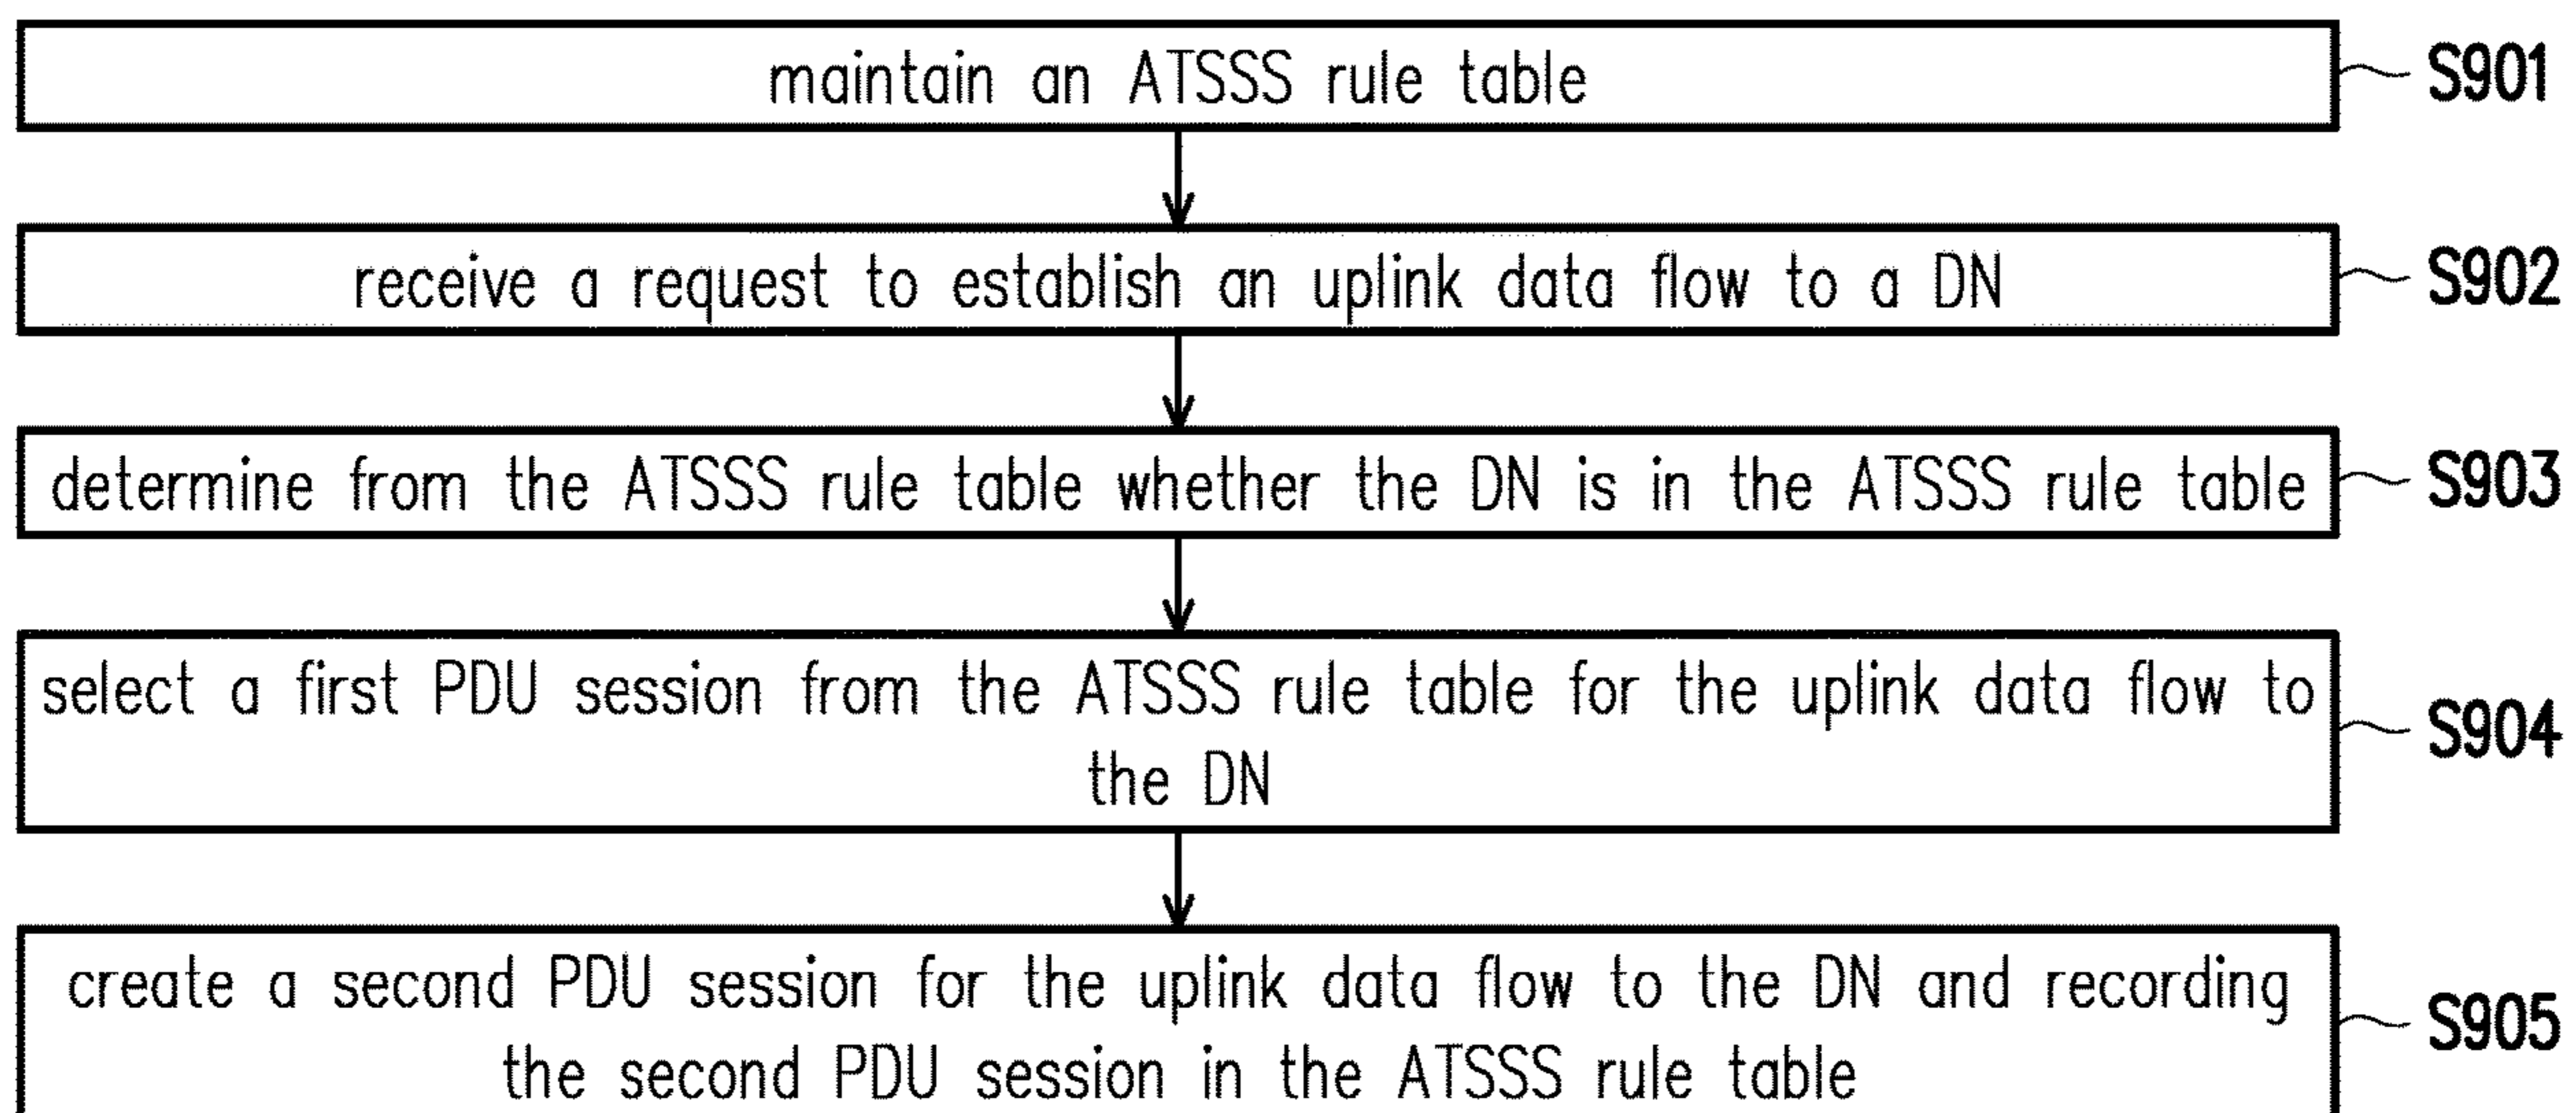 maintain an ATSSS rule table
S901
receive a request to establish an uplink data flow to a DN
S902
determine from the ATSSS rule table whether the DN is in the ATSSS rule table
S903
select a first PDU session from the ATSSS rule table for the uplink data flow to
the DN
S904
create a second PDU session for the uplink data flow to the DN and recording
the second PDU session in the ATSSS rule table
S905